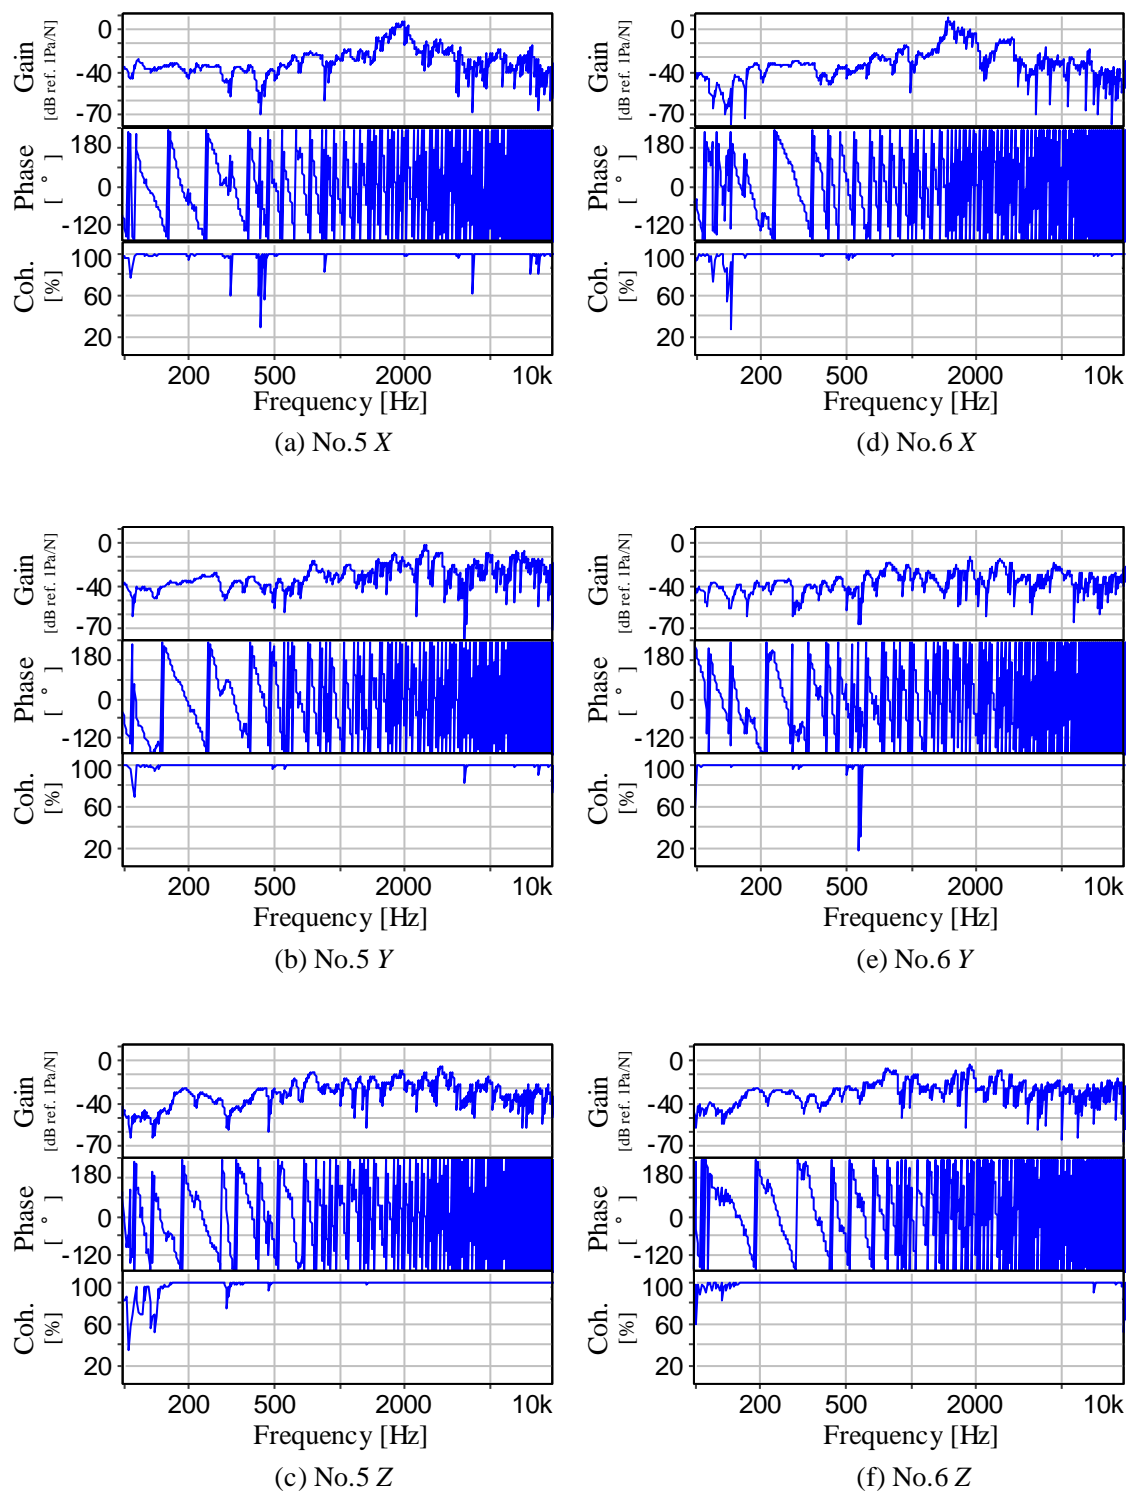 Gain
[dB ref. 1Pa/N]
0
-40
-70
Phase
[ ° ]
180
0
-120
Coh.
[%]
100
60
20
200 500 2000 10k
Frequency [Hz]
(a) No.5 X
Gain
[dB ref. 1Pa/N]
0
-40
-70
Phase
[ ° ]
180
0
-120
Coh.
[%]
100
60
20
200 500 2000 10k
Frequency [Hz]
(d) No.6 X
Gain
[dB ref. 1Pa/N]
0
-40
-70
Phase
[ ° ]
180
0
-120
Coh.
[%]
100
60
20
200 500 2000 10k
Frequency [Hz]
(b) No.5 Y
Gain
[dB ref. 1Pa/N]
0
-40
-70
Phase
[ ° ]
180
0
-120
Coh.
[%]
100
60
20
200 500 2000 10k
Frequency [Hz]
(e) No.6 Y
Gain
[dB ref. 1Pa/N]
0
-40
-70
Phase
[ ° ]
180
0
-120
Coh.
[%]
100
60
20
200 500 2000 10k
Frequency [Hz]
(c) No.5 Z
Gain
[dB ref. 1Pa/N]
0
-40
-70
Phase
[ ° ]
180
0
-120
Coh.
[%]
100
60
20
200 500 2000 10k
Frequency [Hz]
(f) No.6 Z